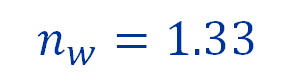 n_w = 1.33